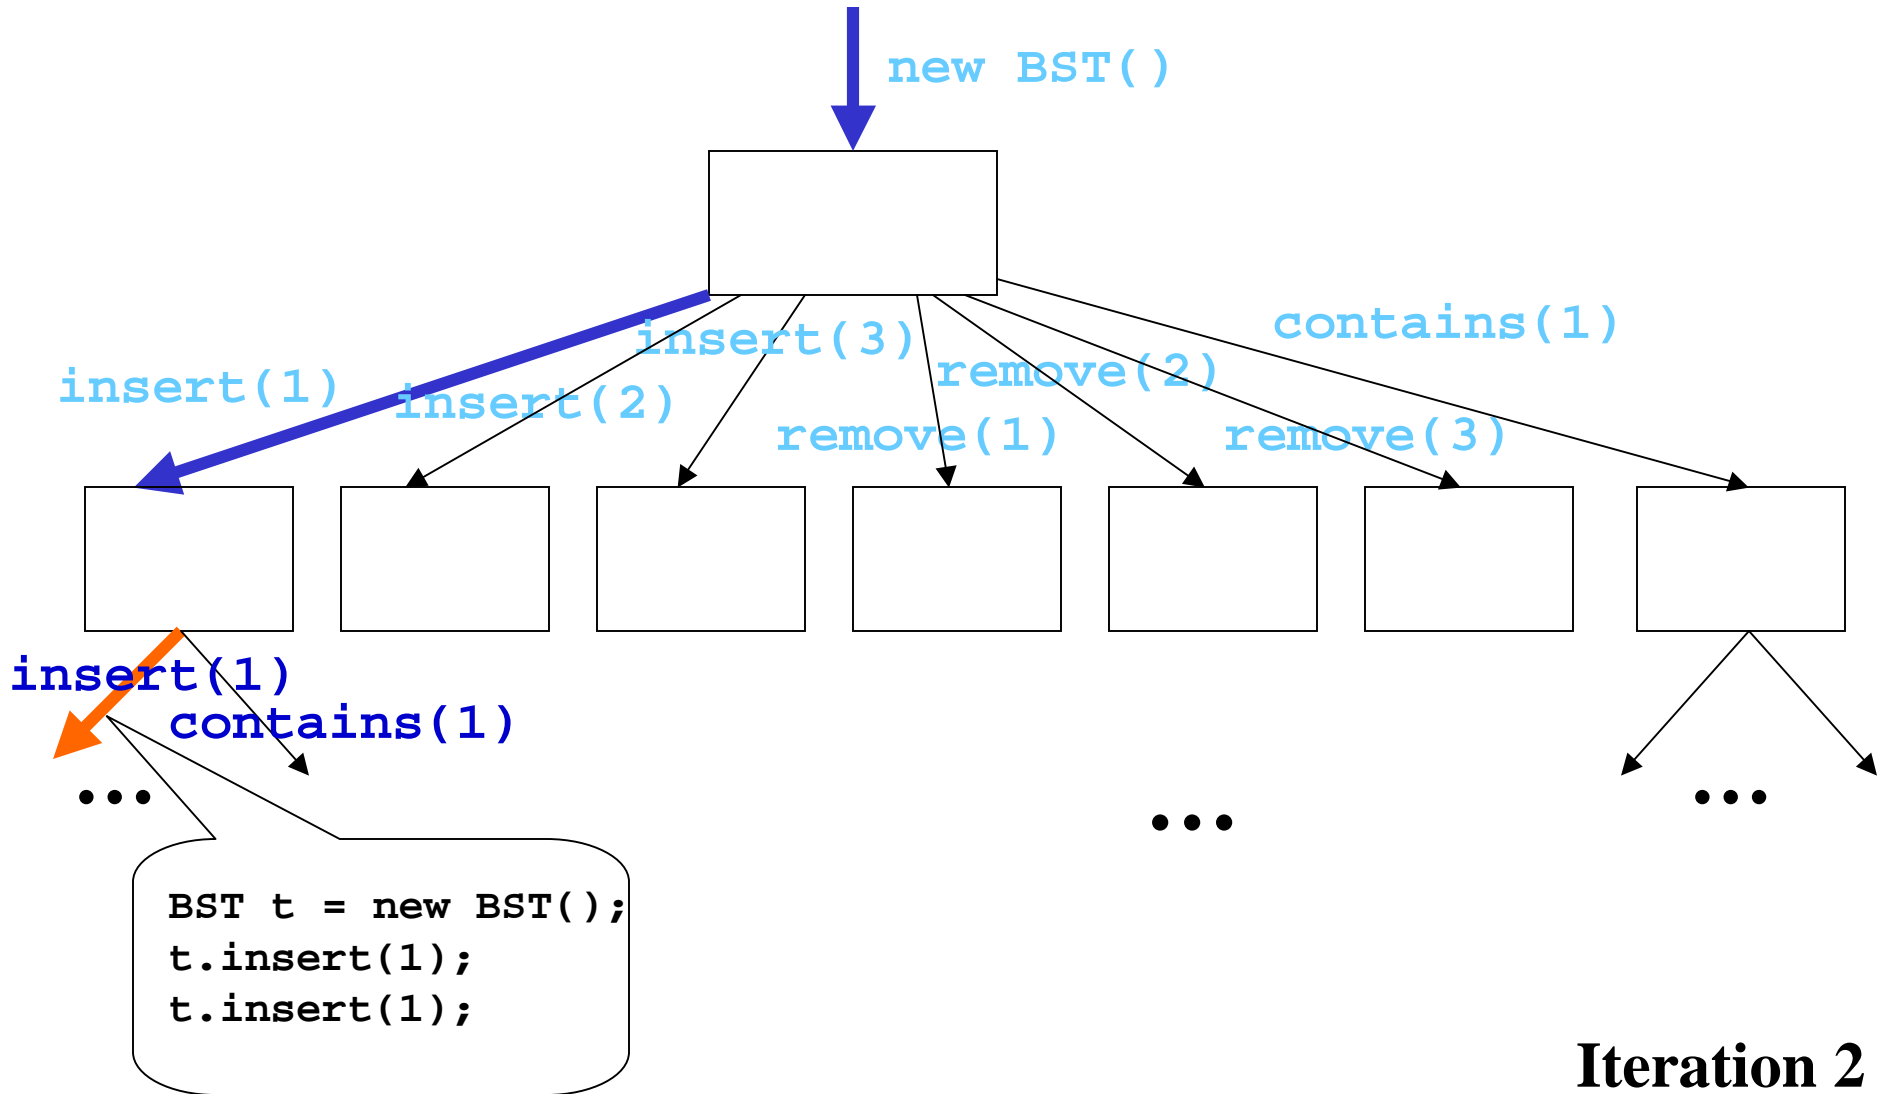 new BST()
contains(1)
insert(3)
remove(2)
insert(1)
insert(2)
remove(1)
remove(3)
insert(1)
contains(1)
...
...
...
BST t = new BST();
t.insert(1);
t.insert(1);
Iteration 2